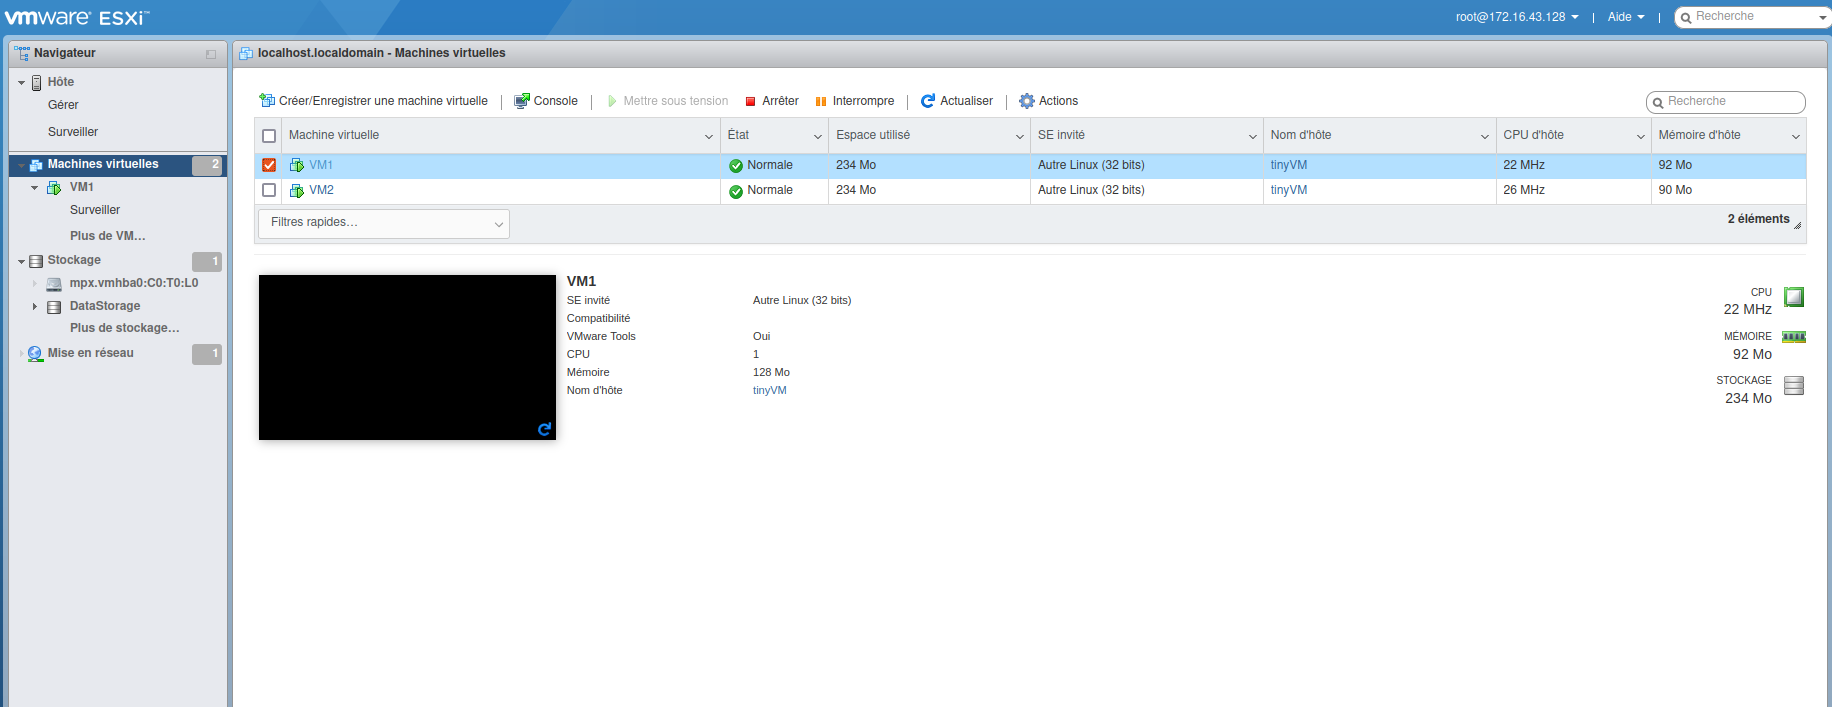 vmware® ESXi™
root@172.16.43.128 | Aide | Recherche
Navigateur
Hôte
Gérer
Surveiller
Machines virtuelles 2
VM1
Surveiller
Plus de VM...
Stockage 1
mpx.vmhba0:C0:T0:L0
DataStorage
Plus de stockage...
Mise en réseau 1
localhost.localdomain - Machines virtuelles
Créer/Enregistrer une machine virtuelle | Console | Mettre sous tension Arrêter Interrompre | Actualiser | Actions
Recherche
Machine virtuelle État Espace utilisé SE invité Nom d'hôte CPU d'hôte Mémoire d'hôte
VM1 Normale 234 Mo Autre Linux (32 bits) tinyVM 22 MHz 92 Mo
VM2 Normale 234 Mo Autre Linux (32 bits) tinyVM 26 MHz 90 Mo
Filtres rapides... 2 éléments
VM1
SE invité Autre Linux (32 bits)
Compatibilité
VMware Tools Oui
CPU 1
Mémoire 128 Mo
Nom d'hôte tinyVM
CPU
22 MHz
MÉMOIRE
92 Mo
STOCKAGE
234 Mo